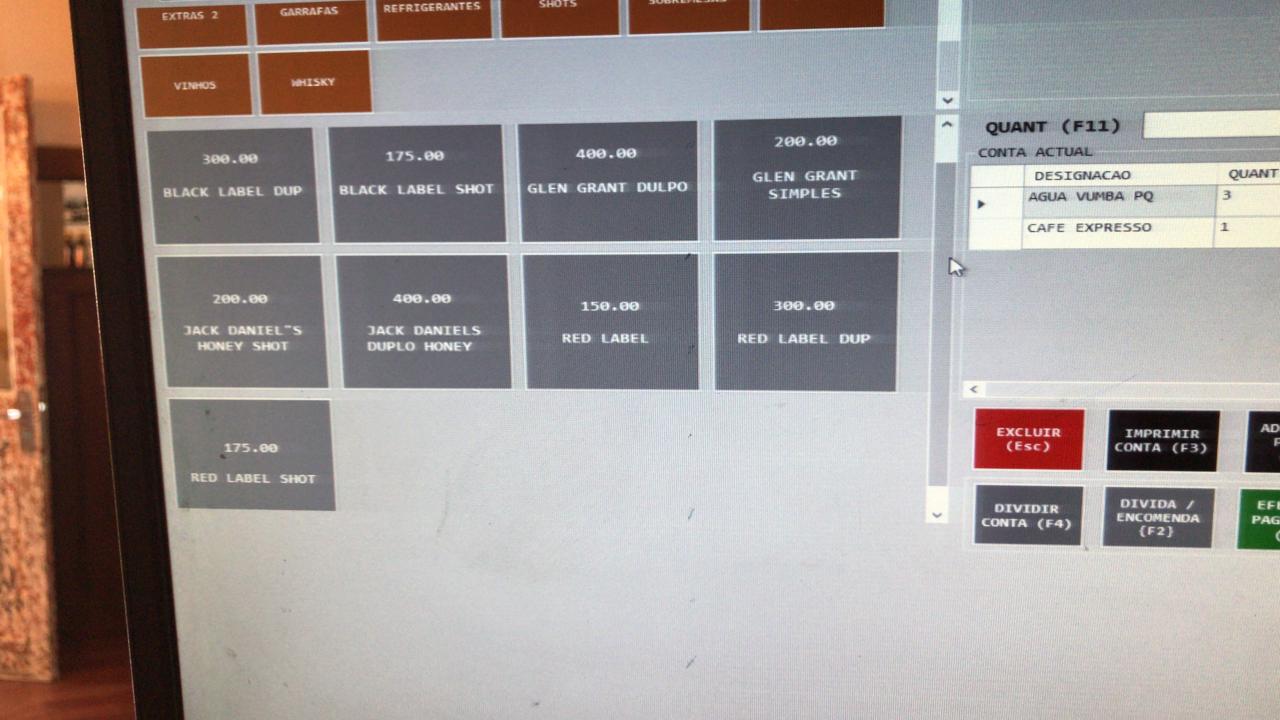 EXTRAS 2
GARRAFAS
REFRIGERANTES
SHOTS
SOBREMESAS
VINHOS
WHISKY
300.00
BLACK LABEL DUP
175.00
BLACK LABEL SHOT
400.00
GLEN GRANT DULPO
200.00
GLEN GRANT
SIMPLES
200.00
JACK DANIEL~S
HONEY SHOT
400.00
JACK DANIELS
DUPLO HONEY
150.00
RED LABEL
300.00
RED LABEL DUP
175.00
RED LABEL SHOT
QUANT (F11)
CONTA ACTUAL
DESIGNACAO QUANT
AGUA VUMBA PQ 3
CAFE EXPRESSO 1
EXCLUIR
(Esc)
IMPRIMIR
CONTA (F3)
AD
DIVIDIR
CONTA (F4)
DIVIDA /
ENCOMENDA
{F2}
PAG